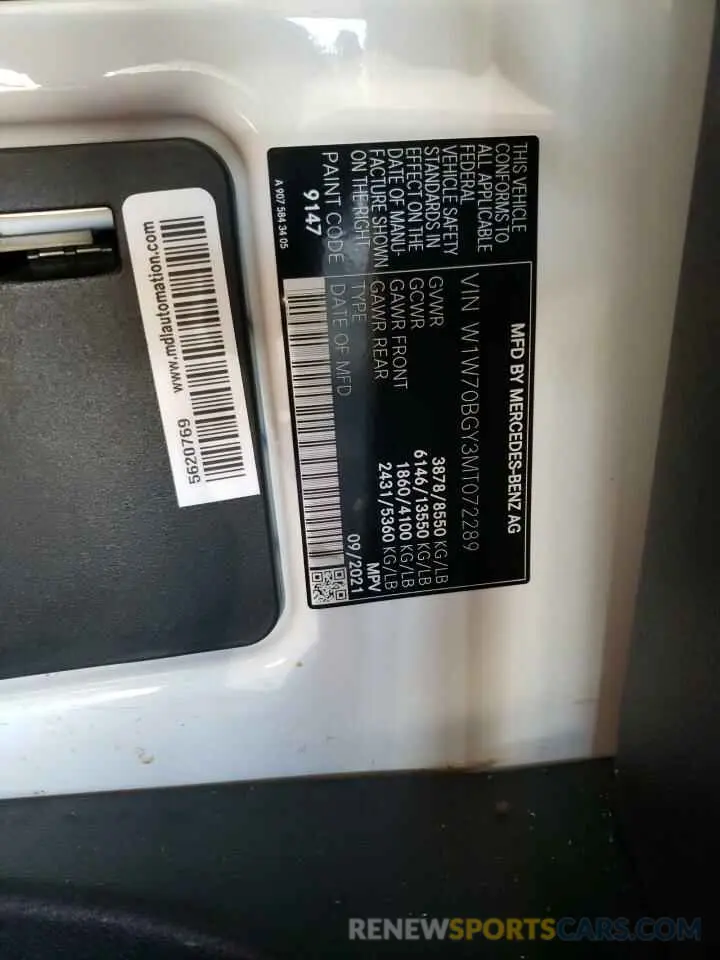 MFD BY MERCEDES-BENZ AG
VIN W1W70BGY3MT072289
THIS VEHICLE
CONFORMS TO
ALL APPLICABLE
FEDERAL
VEHICLE SAFETY
STANDARDS IN
EFFECT ON THE
DATE OF MANU-
FACTURE SHOWN
ON THE RIGHT
PAINT CODE
9147
GVWR 3878/8550 KG/LB
GCWR 6146/13550 KG/LB
GAWR FRONT 1860/4100 KG/LB
GAWR REAR 2431/5360 KG/LB
TYPE MPV
DATE OF MFD 09/2021
A 907 584 34 05
www.mdlautomation.com
5620769
RENEWSPORTSCARS.COM